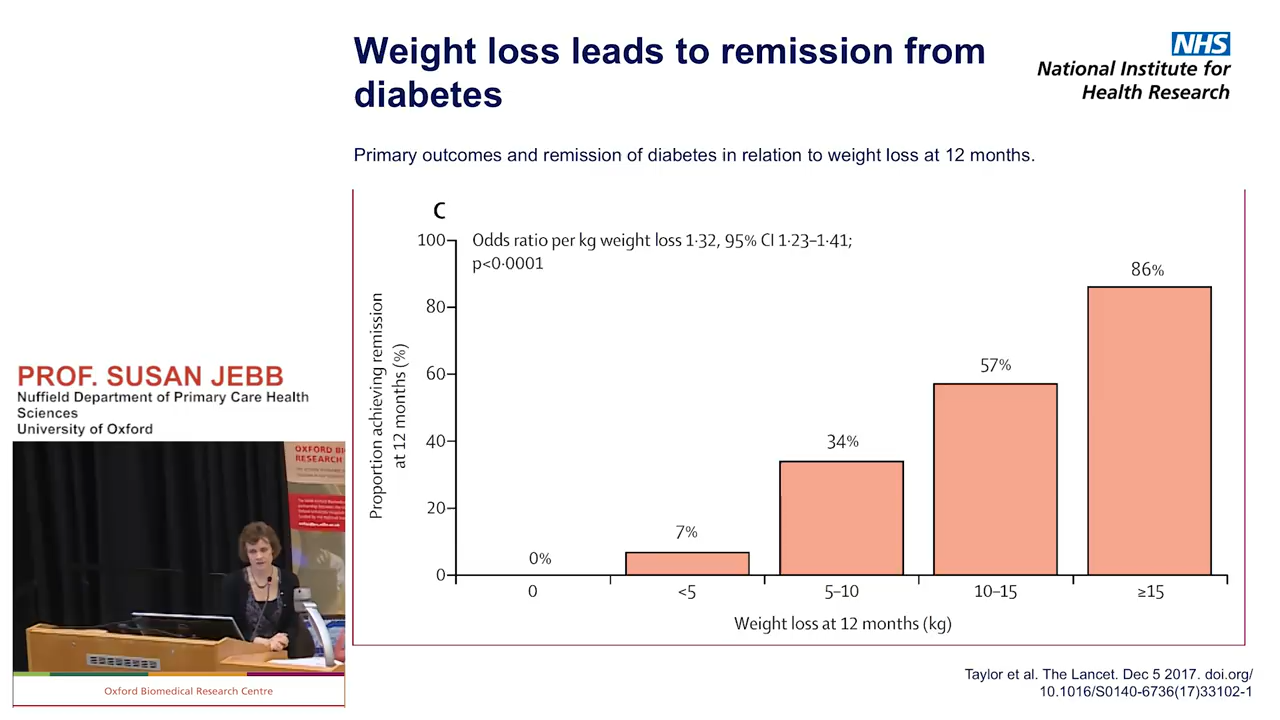 Weight loss leads to remission from
diabetes
NHS
National Institute for
Health Research
Primary outcomes and remission of diabetes in relation to weight loss at 12 months.
C
Odds ratio per kg weight loss 1·32, 95% CI 1·23–1·41;
p<0·0001
Proportion achieving remission
at 12 months (%)
100
80
60
40
20
0
0%
7%
34%
57%
86%
0
<5
5–10
10–15
≥15
Weight loss at 12 months (kg)
Taylor et al. The Lancet. Dec 5 2017. doi.org/
10.1016/S0140-6736(17)33102-1
PROF. SUSAN JEBB
Nuffield Department of Primary Care Health
Sciences
University of Oxford
OXFORD BI
RESEARCH
Oxford Biomedical Research Centre